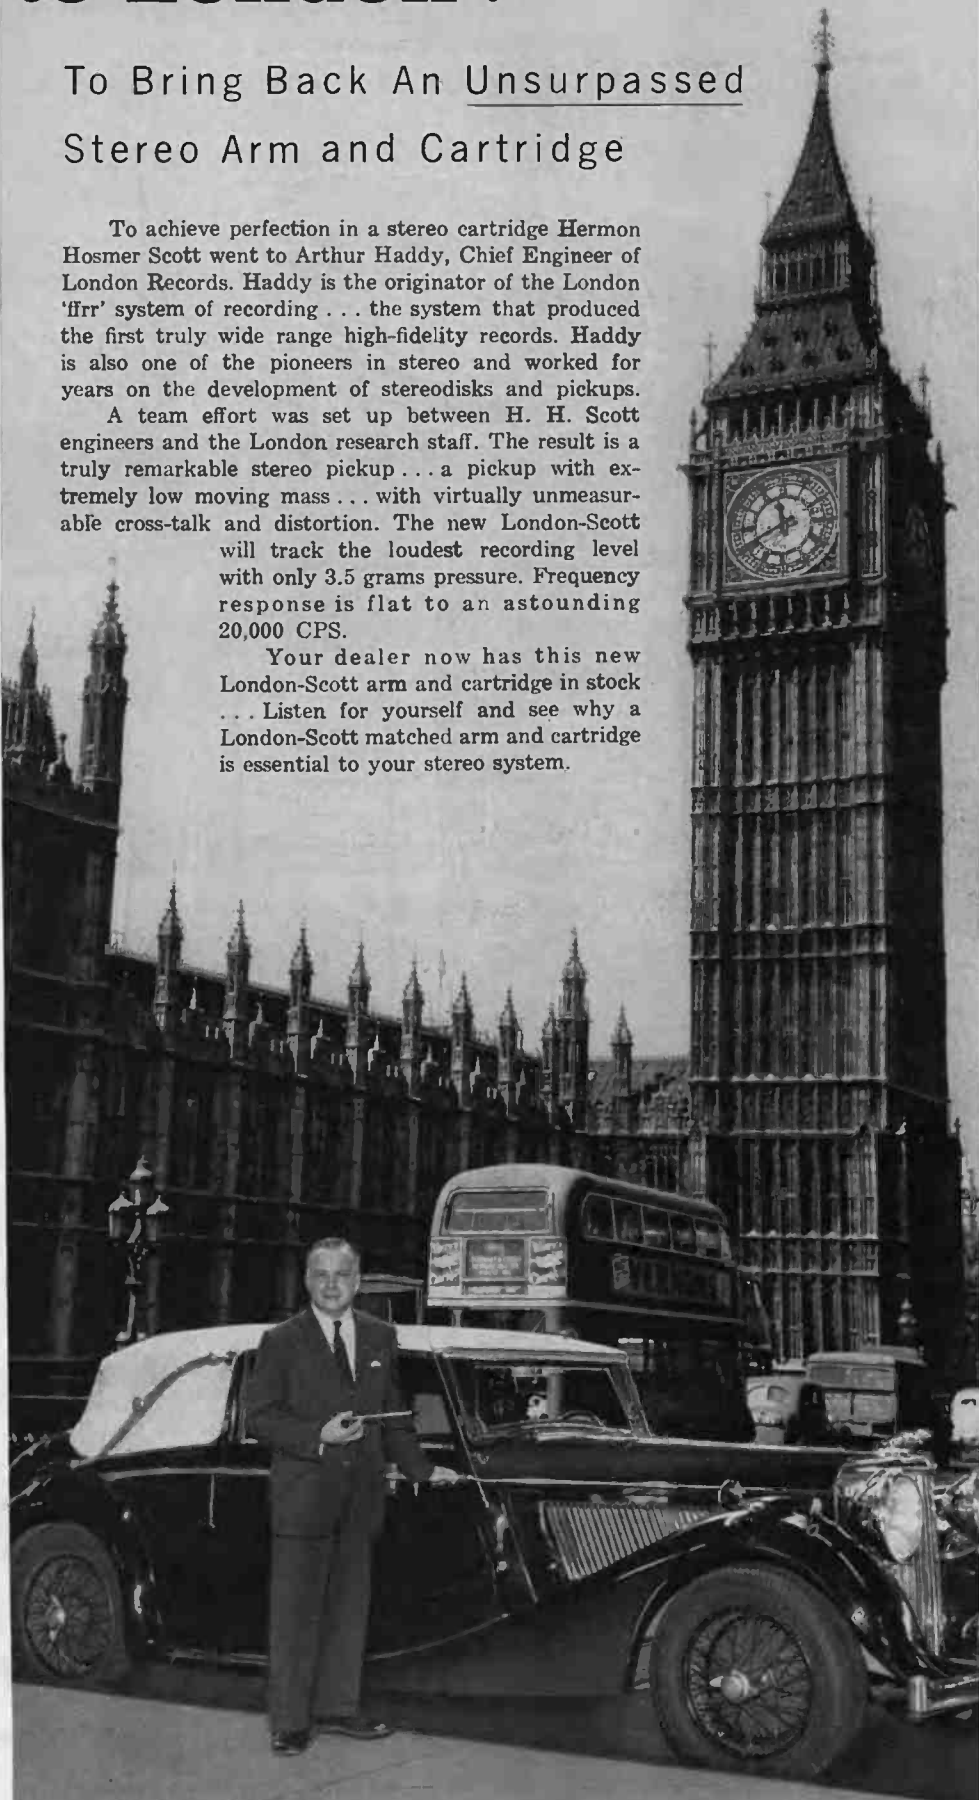 To Bring Back An Unsurpassed
Stereo Arm and Cartridge
To achieve perfection in a stereo cartridge Hermon
Hosmer Scott went to Arthur Haddy, Chief Engineer of
London Records. Haddy is the originator of the London
‘ffrr’ system of recording . . . the system that produced
the first truly wide range high-fidelity records. Haddy
is also one of the pioneers in stereo and worked for
years on the development of stereodisks and pickups.
A team effort was set up between H. H. Scott
engineers and the London research staff. The result is a
truly remarkable stereo pickup . . . a pickup with ex-
tremely low moving mass . . . with virtually unmeasur-
able cross-talk and distortion. The new London-Scott
will track the loudest recording level
with only 3.5 grams pressure. Frequency
response is flat to an astounding
20,000 CPS.
Your dealer now has this new
London-Scott arm and cartridge in stock
. . . Listen for yourself and see why a
London-Scott matched arm and cartridge
is essential to your stereo system.